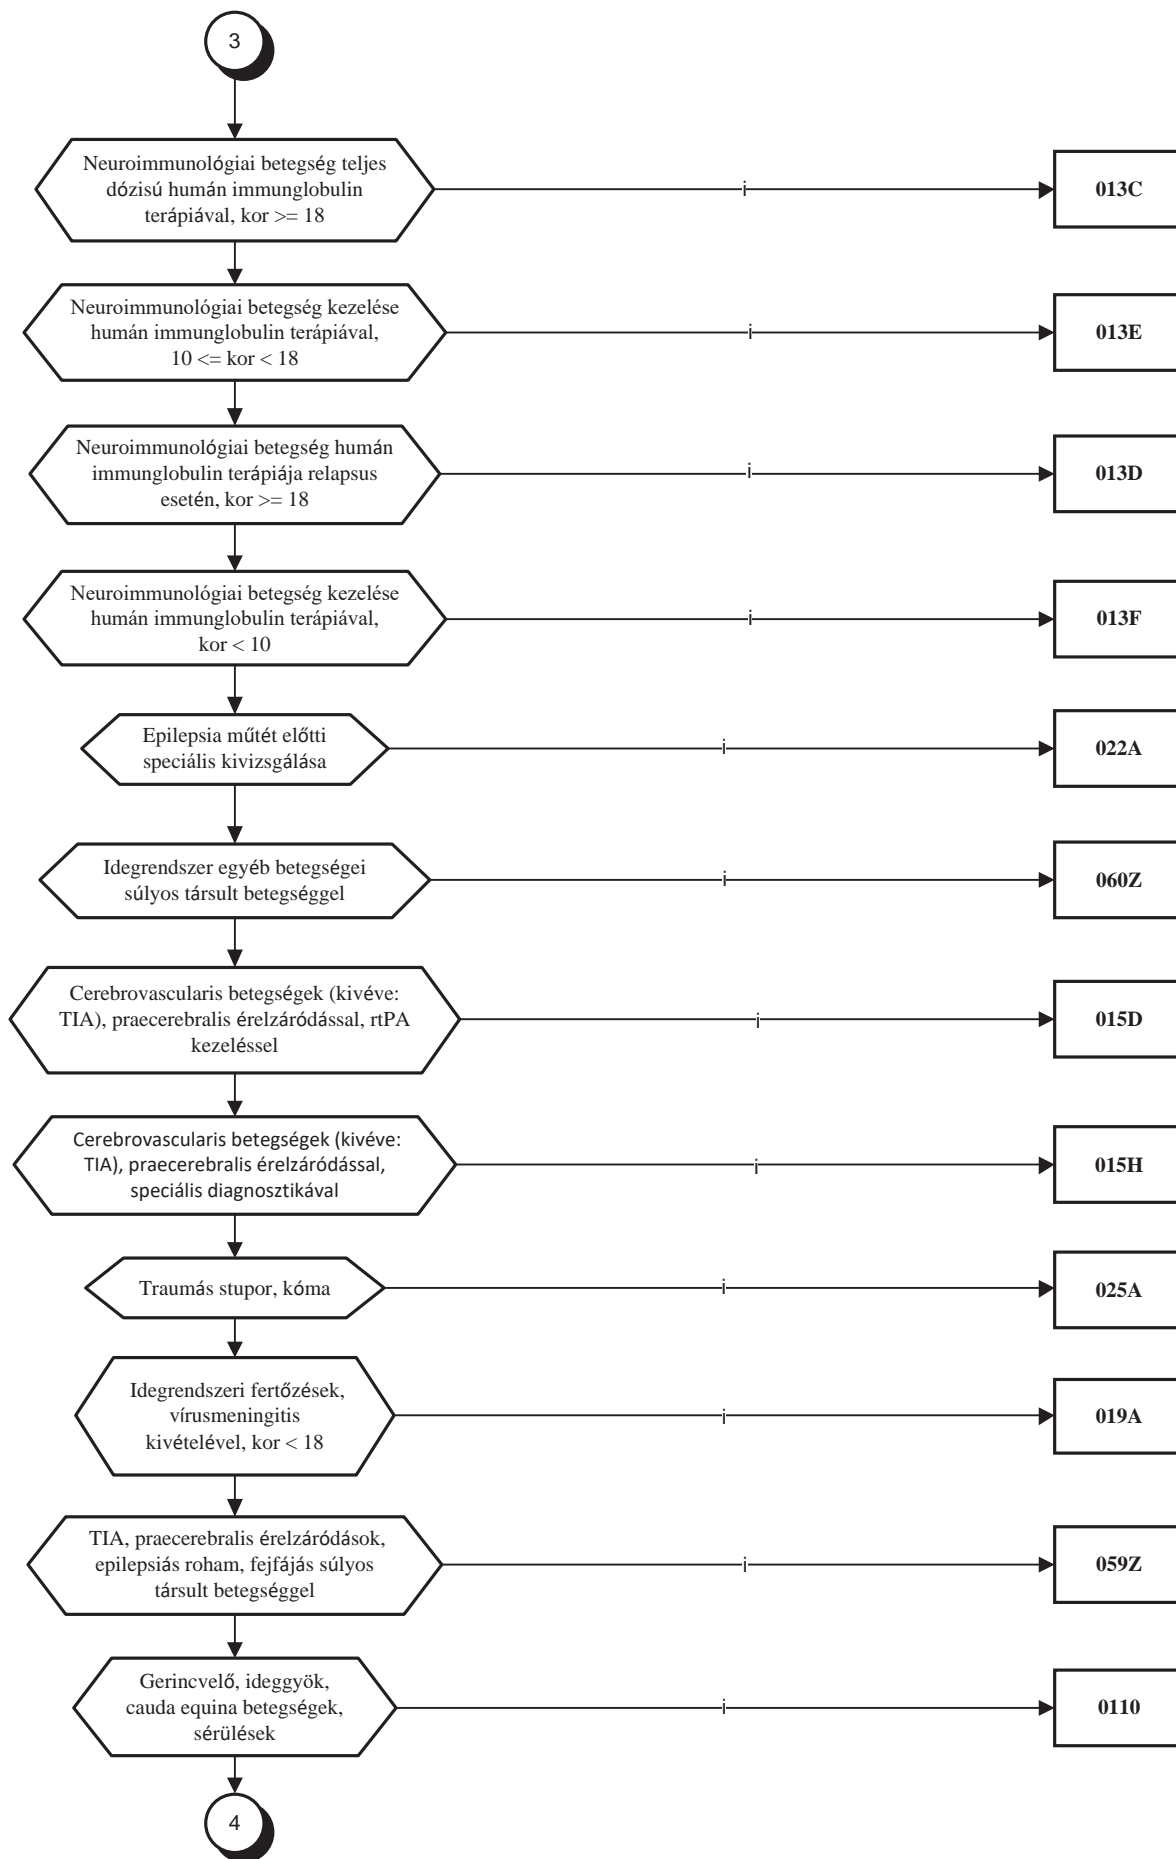 3
Neuroimmunológiai betegség teljes
dózisú humán immunglobulin
terápiával, kor >= 18
i
013C
Neuroimmunológiai betegség kezelése
humán immunglobulin terápiával,
10 <= kor < 18
i
013E
Neuroimmunológiai betegség humán
immunglobulin terápiája relapsus
esetén, kor >= 18
i
013D
Neuroimmunológiai betegség kezelése
humán immunglobulin terápiával,
kor < 10
i
013F
Epilepsia műtét előtti
speciális kivizsgálása
i
022A
Idegrendszer egyéb betegségei
súlyos társult betegséggel
i
060Z
Cerebrovascularis betegségek (kivéve:
TIA), praecerebralis érelzáródással, rtPA
kezeléssel
i
015D
Cerebrovascularis betegségek (kivéve:
TIA), praecerebralis érelzáródással,
speciális diagnosztikával
i
015H
Traumás stupor, kóma
i
025A
Idegrendszeri fertőzések,
vírusmeningitis
kivételével, kor < 18
i
019A
TIA, praecerebralis érelzáródások,
epilepsiás roham, fejfájás súlyos
társult betegséggel
i
059Z
Gerincvelő, ideggyök,
cauda equina betegségek,
sérülések
i
0110
4